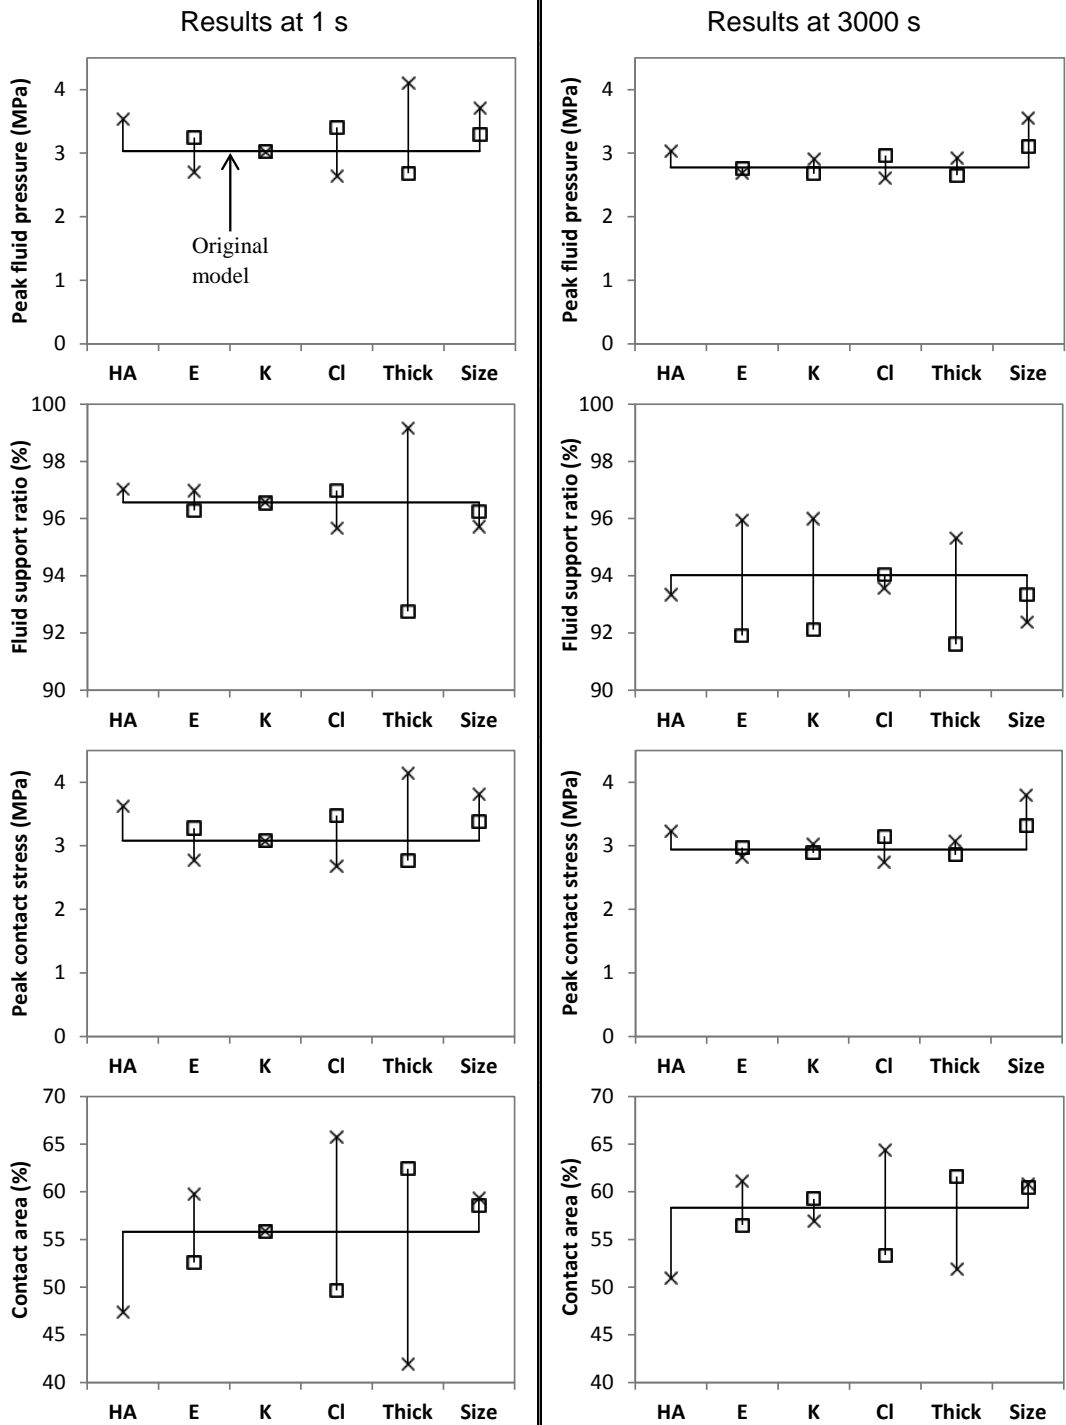 Results at 1 s
Results at 3000 s
Peak fluid pressure (MPa)
4
3
2
1
0
Original
model
HA E K Cl Thick Size
Peak fluid pressure (MPa)
4
3
2
1
0
HA E K Cl Thick Size
Fluid support ratio (%)
100
98
96
94
92
90
HA E K Cl Thick Size
Fluid support ratio (%)
100
98
96
94
92
90
HA E K Cl Thick Size
Peak contact stress (MPa)
4
3
2
1
0
HA E K Cl Thick Size
Peak contact stress (MPa)
4
3
2
1
0
HA E K Cl Thick Size
Contact area (%)
70
65
60
55
50
45
40
HA E K Cl Thick Size
Contact area (%)
70
65
60
55
50
45
40
HA E K Cl Thick Size